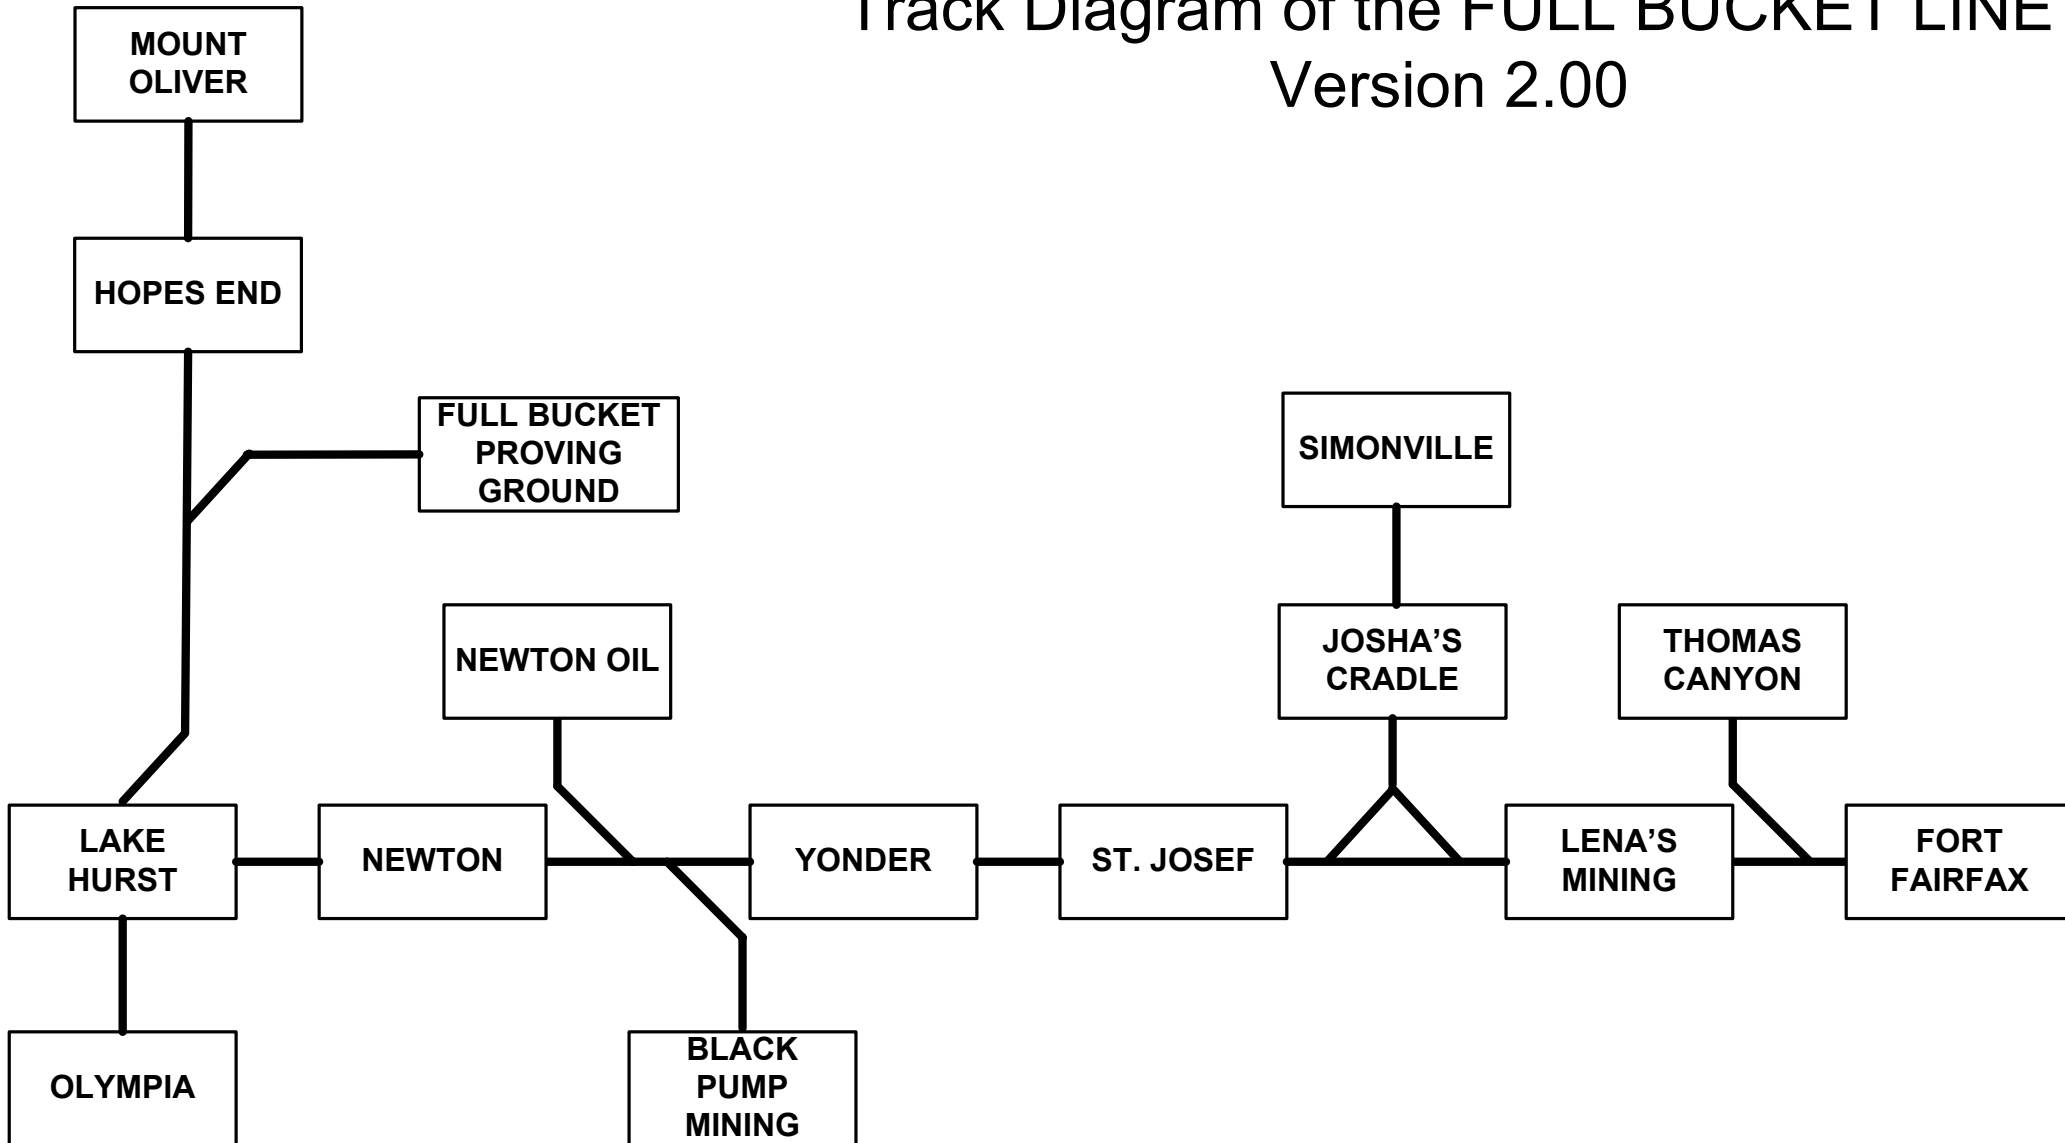 Track Diagram of the FULL BUCKET LINE
Version 2.00
MOUNT
OLIVER
HOPES END
FULL BUCKET
PROVING
GROUND
SIMONVILLE
NEWTON OIL
JOSHA'S
CRADLE
THOMAS
CANYON
LAKE
HURST
NEWTON
YONDER
ST. JOSEF
LENA'S
MINING
FORT
FAIRFAX
OLYMPIA
BLACK
PUMP
MINING